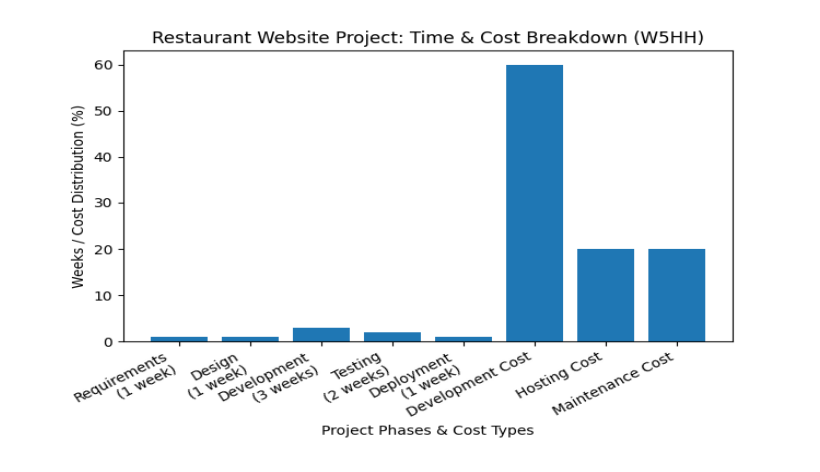 Restaurant Website Project: Time & Cost Breakdown (W5HH)
Weeks / Cost Distribution (%)
60
50
40
30
20
10
0
Requirements
(1 week)
Design
(1 week)
Development
(3 weeks)
Testing
(2 weeks)
Deployment
(1 week)
Development Cost
Hosting Cost
Maintenance Cost
Project Phases & Cost Types